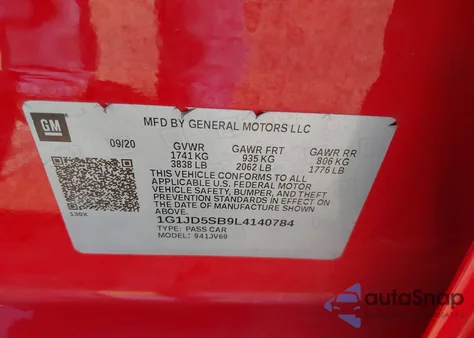 GM
MFD BY GENERAL MOTORS LLC
09/20 GVWR GAWR FRT GAWR RR
1741 KG 935 KG 806 KG
3838 LB 2062 LB 1776 LB
THIS VEHICLE CONFORMS TO ALL
APPLICABLE U.S. FEDERAL MOTOR
VEHICLE SAFETY, BUMPER, AND THEFT
PREVENTION STANDARDS IN EFFECT ON
THE DATE OF MANUFACTURE SHOWN
ABOVE.
1G1JD5SB9L4140784
TYPE: PASS CAR
MODEL: 941JV69
130X
autoSnap